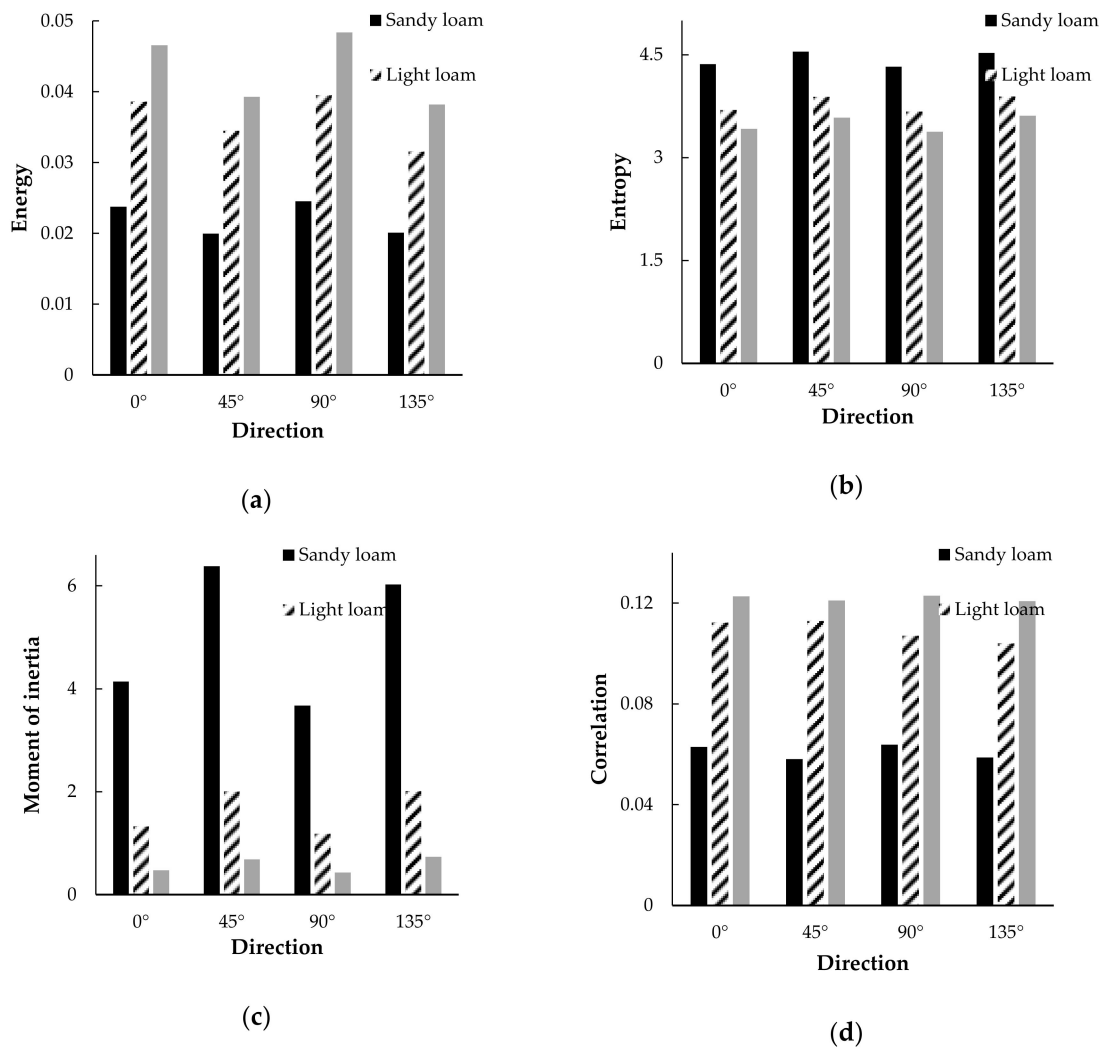 0.05
0.04
0.03
0.02
0.01
0
Energy
Sandy loam
Light loam
0° 45° 90° 135°
Direction
(a)
4.5
3
1.5
0
Entropy
Sandy loam
Light loam
0° 45° 90° 135°
Direction
(b)
6
4
2
0
Moment of inertia
Sandy loam
Light loam
0° 45° 90° 135°
Direction
(c)
0.12
0.08
0.04
0
Correlation
Sandy loam
Light loam
0° 45° 90° 135°
Direction
(d)